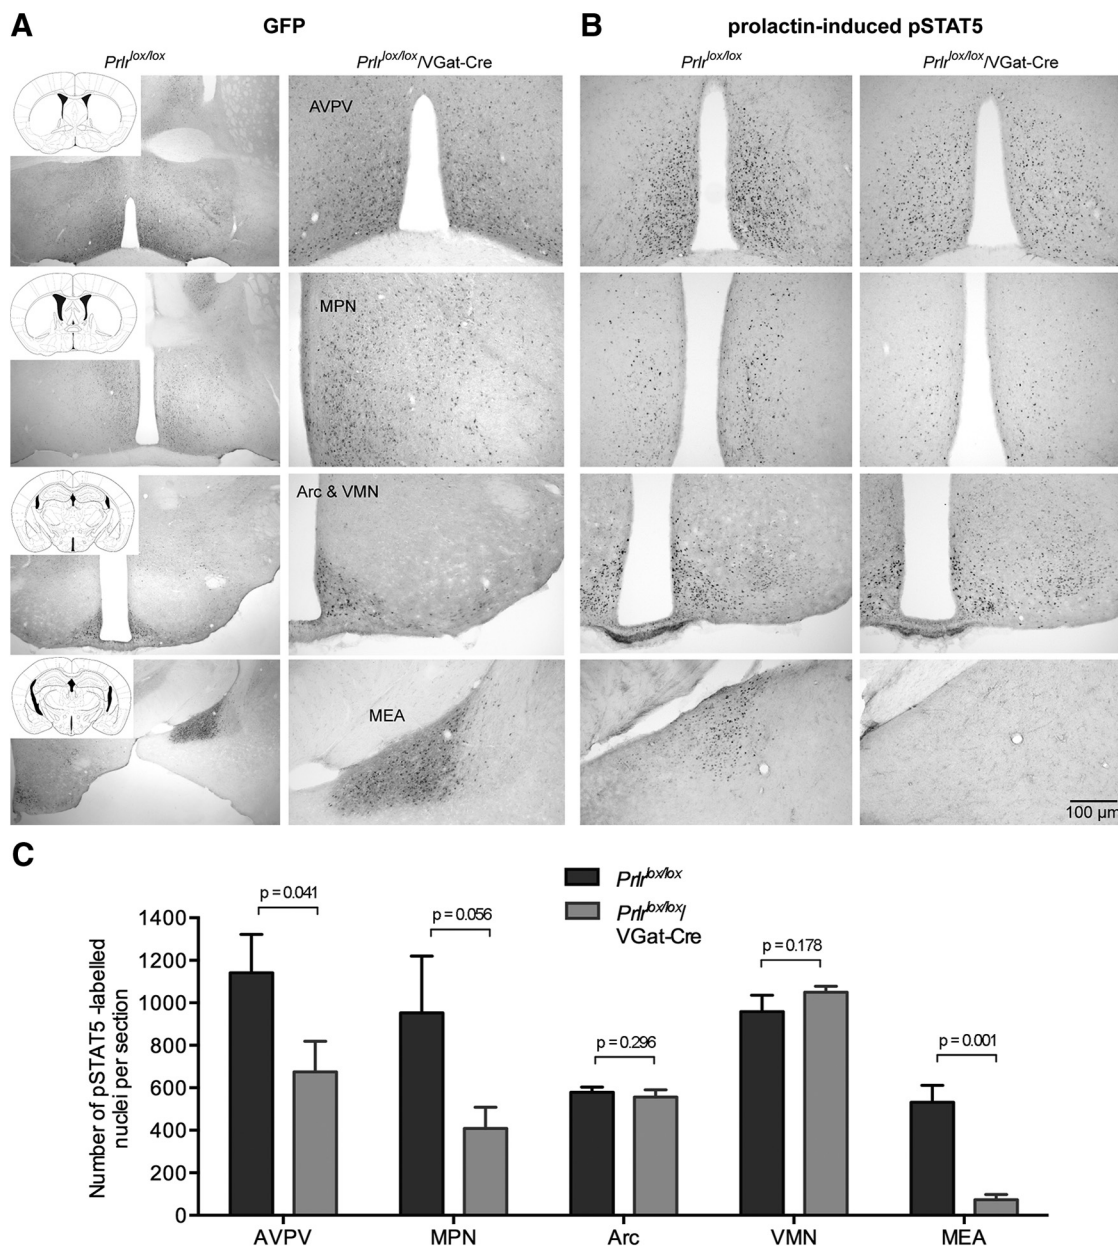 A GFP
B prolactin-induced pSTAT5
Prlr^lox/lox
Prlr^lox/lox/VGat-Cre
Prlr^lox/lox
Prlr^lox/lox/VGat-Cre
AVPV
MPN
Arc & VMN
MEA
100 μm
C
Prlr^lox/lox
Prlr^lox/lox/
VGat-Cre
Number of pSTAT5 -labelled
nuclei per section
1400
1200
1000
800
600
400
200
0
p = 0.041
p = 0.056
p = 0.296
p = 0.178
p = 0.001
AVPV MPN Arc VMN MEA